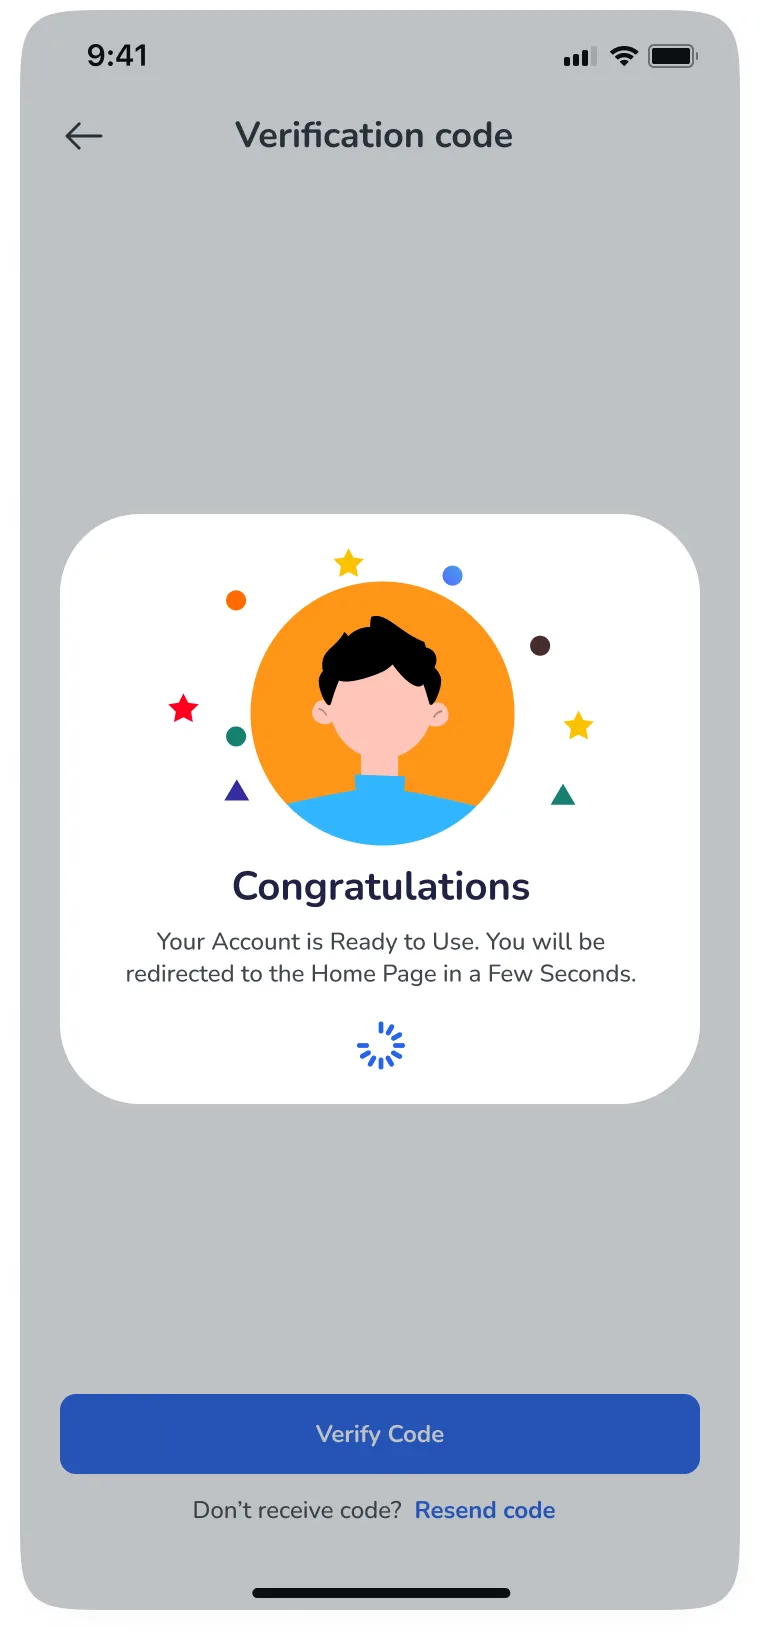 9:41
Verification code
Congratulations
Your Account is Ready to Use. You will be
redirected to the Home Page in a Few Seconds.
Verify Code
Don’t receive code? Resend code